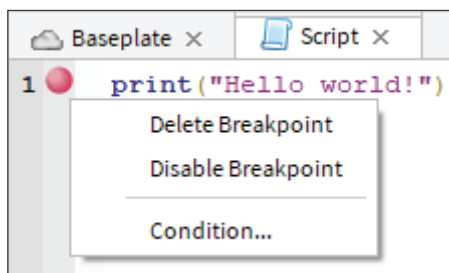 Baseplate × Script ×
1 print("Hello world!")
Delete Breakpoint
Disable Breakpoint
Condition...